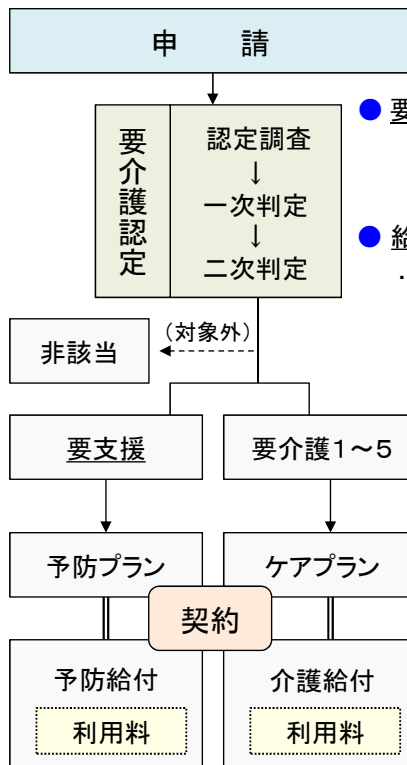 申 請
● 要
要介護認定
認定調査
↓
一次判定
↓
二次判定
● 給
.
(対象外)
非該当
要支援
要介護1~5
予防プラン
ケアプラン
契約
予防給付
介護給付
利用料
利用料